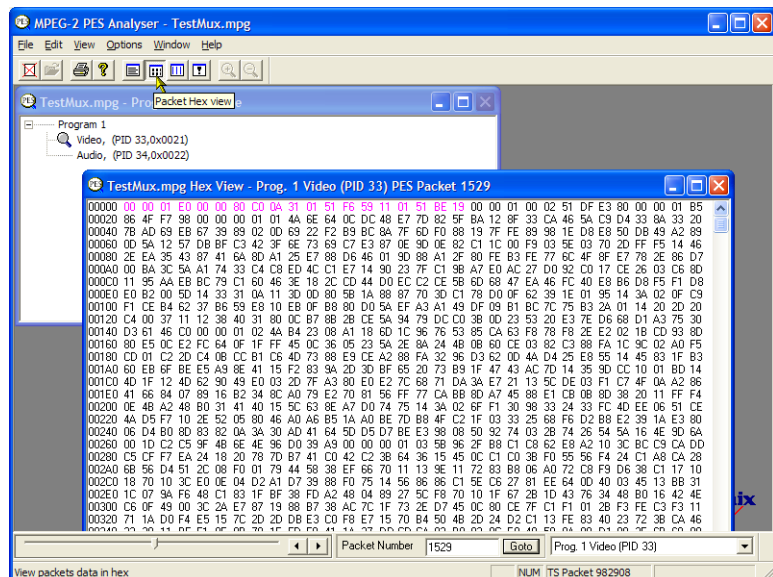 MPEG-2 PES Analyser - TestMux.mpg
File Edit View Options Window Help
TestMux.mpg - Pro
Packet Hex view
Program 1
Video, (PID 33,0x0021)
Audio, (PID 34,0x0022)
TestMux.mpg Hex View - Prog. 1 Video (PID 33) PES Packet 1529
00000 00 00 01 E0 00 00 80 C0 0A 31 01 51 F6 59 11 01 51 BE 19 00 00 01 00 02 51 DF E3 80 00 00 01 B5
00020 86 4F F7 98 00 00 00 01 01 4A 6E 64 0C DC 48 E7 7D 82 5F BA 12 8F 33 CA 46 5A C9 D4 33 8A 33 20
00040 7B AD 69 EB 67 39 89 02 0D 69 22 F2 B9 BC 8A 7F 6D F0 88 19 7F FE 89 98 1E D8 E8 50 DB 49 A2 89
00060 0D 5A 12 57 DB BF C3 42 3F 6E 73 69 C7 E3 87 0E 9D 0E 82 C1 1C 00 F9 03 5E 03 70 2D FF F5 14 46
00080 2E EA 35 43 87 41 6A 8D A1 25 E7 88 D6 46 01 9D 88 A1 2F 80 FE B3 FE 77 6C 4F 8F E7 78 2E 86 D7
000A0 00 BA 3C 5A A1 74 33 C4 C8 ED 4C C1 E7 14 90 23 7F C1 9B A7 E0 AC 27 D0 92 C0 17 CE 26 03 C6 8D
000C0 11 95 AA EB BC 79 C1 60 46 3E 18 2C CD 44 D0 EC C2 CE 5B 6D 68 47 EA 46 FC 40 E8 B6 D8 F5 F1 D8
000E0 E0 B2 00 5D 14 33 31 0A 11 3D 0D 80 5B 1A 88 87 70 3D C1 78 D0 0F 62 39 1E 01 95 14 3A 02 0F C9
00100 F1 CE B4 62 37 B6 59 E8 10 EB 0F B8 80 D0 5A EF A3 A1 49 DF 09 B1 BC 7C 75 B3 2A 01 14 20 2D 20
00120 C4 00 37 11 12 38 40 31 80 0C B7 8B 2B CE 5A 94 79 DC C0 3B 0D 23 53 20 E3 7E D6 68 D1 A3 75 30
00140 D3 61 46 C0 00 00 01 02 4A B4 23 08 A1 18 6D 1C 96 76 53 85 CA 63 F8 78 F8 2E E2 02 1B CD 93 8D
00160 80 E5 0C E2 FC 64 0F 1F FF 45 0C 36 05 23 5A 2E 8A 24 4B 0B 60 CE 03 82 C3 88 FA 1C 9C 02 A0 F5
00180 CD 01 C2 2D C4 0B CC B1 C6 4D 73 88 E9 CE A2 88 FA 32 96 D3 62 0D 4A D4 25 E8 55 14 45 83 1F B3
001A0 60 EB 6F BE E5 A9 8E 41 15 F2 83 9A 2D 3D BF 65 20 73 B9 1F 47 43 AC 7D 14 35 9D CC 10 01 BD 14
001C0 4D 1F 12 4D 62 90 49 E0 03 2D 7F A3 80 E0 E2 7C 68 71 DA 3A E7 21 13 5C DE 03 F1 C7 4F 0A A2 86
001E0 41 66 84 07 89 16 B2 34 8C A0 79 E2 70 81 56 FF 77 CA BB 8D A7 45 88 E1 CB 0B 8D 38 20 11 FF F4
00200 0E 4B A2 48 B0 31 41 40 15 5C 63 8E A7 D0 74 75 14 3A 02 6F F1 30 98 33 24 33 FC 4D EE 06 51 CE
00220 4A D5 F7 10 2E 52 05 80 46 A0 A6 B5 1A A0 BE 7D B8 4F C2 1F 03 33 25 68 F6 D2 B8 E2 39 1A E3 80
00240 06 D4 B0 8D 83 82 0A 3A 30 AD 41 64 5D D5 D7 BE E3 98 08 50 92 74 03 2B 74 26 54 5A 16 4E 9D 6A
00260 00 1D C2 C5 9F 4B 6E 4E 96 D0 39 A9 00 00 00 01 03 5B 96 2F B8 C1 C8 62 E8 A2 10 3C BC C9 CA DD
00280 C5 CF F7 EA 24 18 20 78 7D B7 41 C0 42 C2 3B 64 36 15 45 0C C1 C0 3B F0 55 56 F4 24 C1 A8 CA 28
002A0 6B 56 D4 51 2C 08 F0 01 79 44 58 38 EF 66 70 11 13 9E 11 72 83 B8 06 A0 72 C8 F9 D6 38 C1 17 10
002C0 18 70 10 3C E0 0E 04 D2 A1 D7 39 88 F0 75 14 56 86 86 C1 5E C6 27 81 EE 64 0D 40 03 45 13 BB 31
002E0 1C 07 9A F6 48 C1 83 1F BF 38 FD A2 48 04 89 27 5C F8 70 10 1F 67 2B 1D 43 76 34 48 B0 16 42 4E
00300 C6 0F 49 00 3C 2A E7 87 19 88 B7 38 AC 7C 1F 73 2E D7 45 0C 80 CE 7F C1 F1 01 2B F3 FE C3 F3 11
00320 71 1A D0 F4 E5 15 7C 2D 2D DB E3 C0 F8 E7 15 70 B4 50 4B 2D 24 D2 C1 13 FE 83 40 23 72 3B CA 46
Packet Number 1529 Goto Prog. 1 Video (PID 33)
View packets data in hex NUM TS Packet 982908